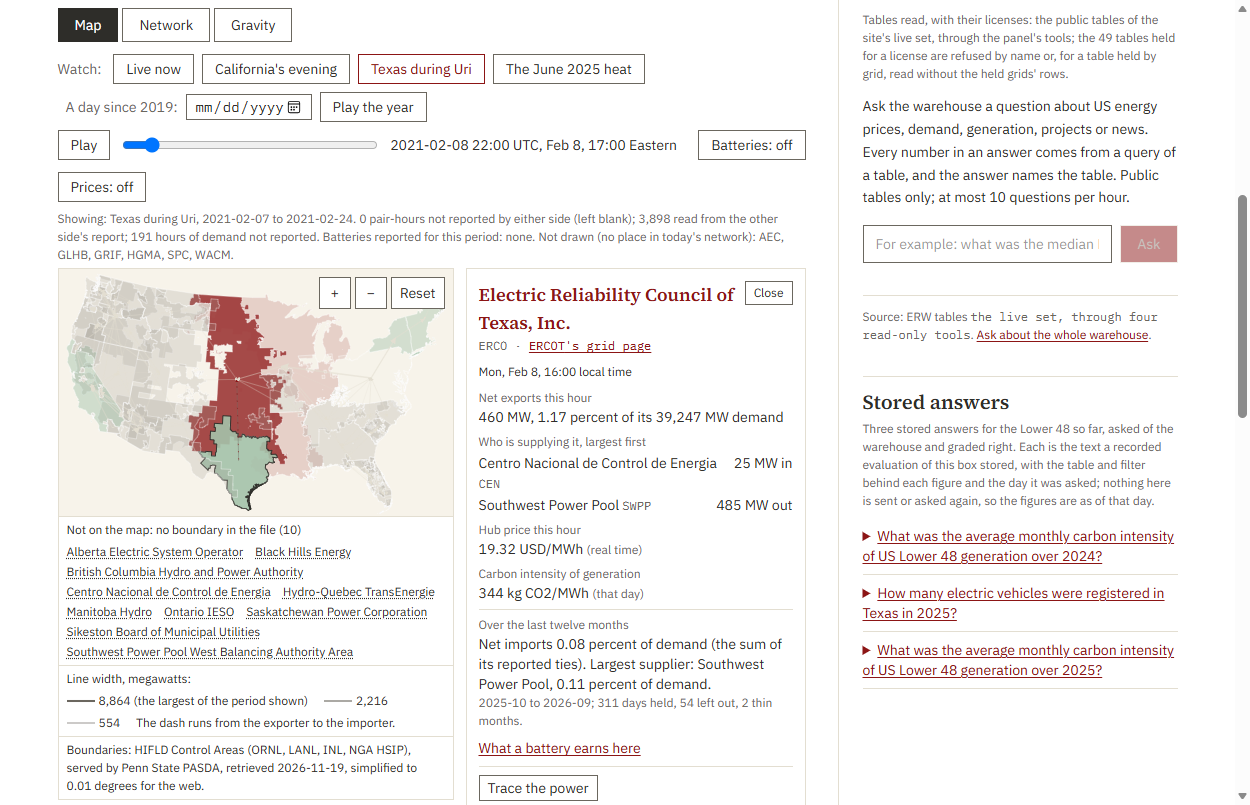 Map
Network
Gravity
Watch:
Live now
California's evening
Texas during Uri
The June 2025 heat
A day since 2019:
mm/dd/yyyy
Play the year
Play
2021-02-08 22:00 UTC, Feb 8, 17:00 Eastern
Batteries: off
Prices: off
Showing: Texas during Uri, 2021-02-07 to 2021-02-24. 0 pair-hours not reported by either side (left blank); 3,898 read from the other
side's report; 191 hours of demand not reported. Batteries reported for this period: none. Not drawn (no place in today's network): AEC,
GLHB, GRIF, HGMA, SPC, WACM.
+
−
Reset
Not on the map: no boundary in the file (10)
Alberta Electric System Operator Black Hills Energy
British Columbia Hydro and Power Authority
Centro Nacional de Control de Energia Hydro-Quebec TransEnergie
Manitoba Hydro Ontario IESO Saskatchewan Power Corporation
Sikeston Board of Municipal Utilities
Southwest Power Pool West Balancing Authority Area
Line width, megawatts:
8,864 (the largest of the period shown) 2,216
554 The dash runs from the exporter to the importer.
Boundaries: HIFLD Control Areas (ORNL, LANL, INL, NGA HSIP),
served by Penn State PASDA, retrieved 2026-11-19, simplified to
0.01 degrees for the web.
Electric Reliability Council of
Texas, Inc.
Close
ERCO · ERCOT's grid page
Mon, Feb 8, 16:00 local time
Net exports this hour
460 MW, 1.17 percent of its 39,247 MW demand
Who is supplying it, largest first
Centro Nacional de Control de Energia 25 MW in
CEN
Southwest Power Pool SWPP 485 MW out
Hub price this hour
19.32 USD/MWh (real time)
Carbon intensity of generation
344 kg CO2/MWh (that day)
Over the last twelve months
Net imports 0.08 percent of demand (the sum of
its reported ties). Largest supplier: Southwest
Power Pool, 0.11 percent of demand.
2025-10 to 2026-09; 311 days held, 54 left out, 2 thin
months.
What a battery earns here
Trace the power
Tables read, with their licenses: the public tables of the
site's live set, through the panel's tools; the 49 tables held
for a license are refused by name or, for a table held by
grid, read without the held grids' rows.
Ask the warehouse a question about US energy
prices, demand, generation, projects or news.
Every number in an answer comes from a query of
a table, and the answer names the table. Public
tables only; at most 10 questions per hour.
For example: what was the median
Ask
Source: ERW tables the live set, through four
read-only tools. Ask about the whole warehouse.
Stored answers
Three stored answers for the Lower 48 so far, asked of the
warehouse and graded right. Each is the text a recorded
evaluation of this box stored, with the table and filter
behind each figure and the day it was asked; nothing here
is sent or asked again, so the figures are as of that day.
What was the average monthly carbon intensity
of US Lower 48 generation over 2024?
How many electric vehicles were registered in
Texas in 2025?
What was the average monthly carbon intensity
of US Lower 48 generation over 2025?